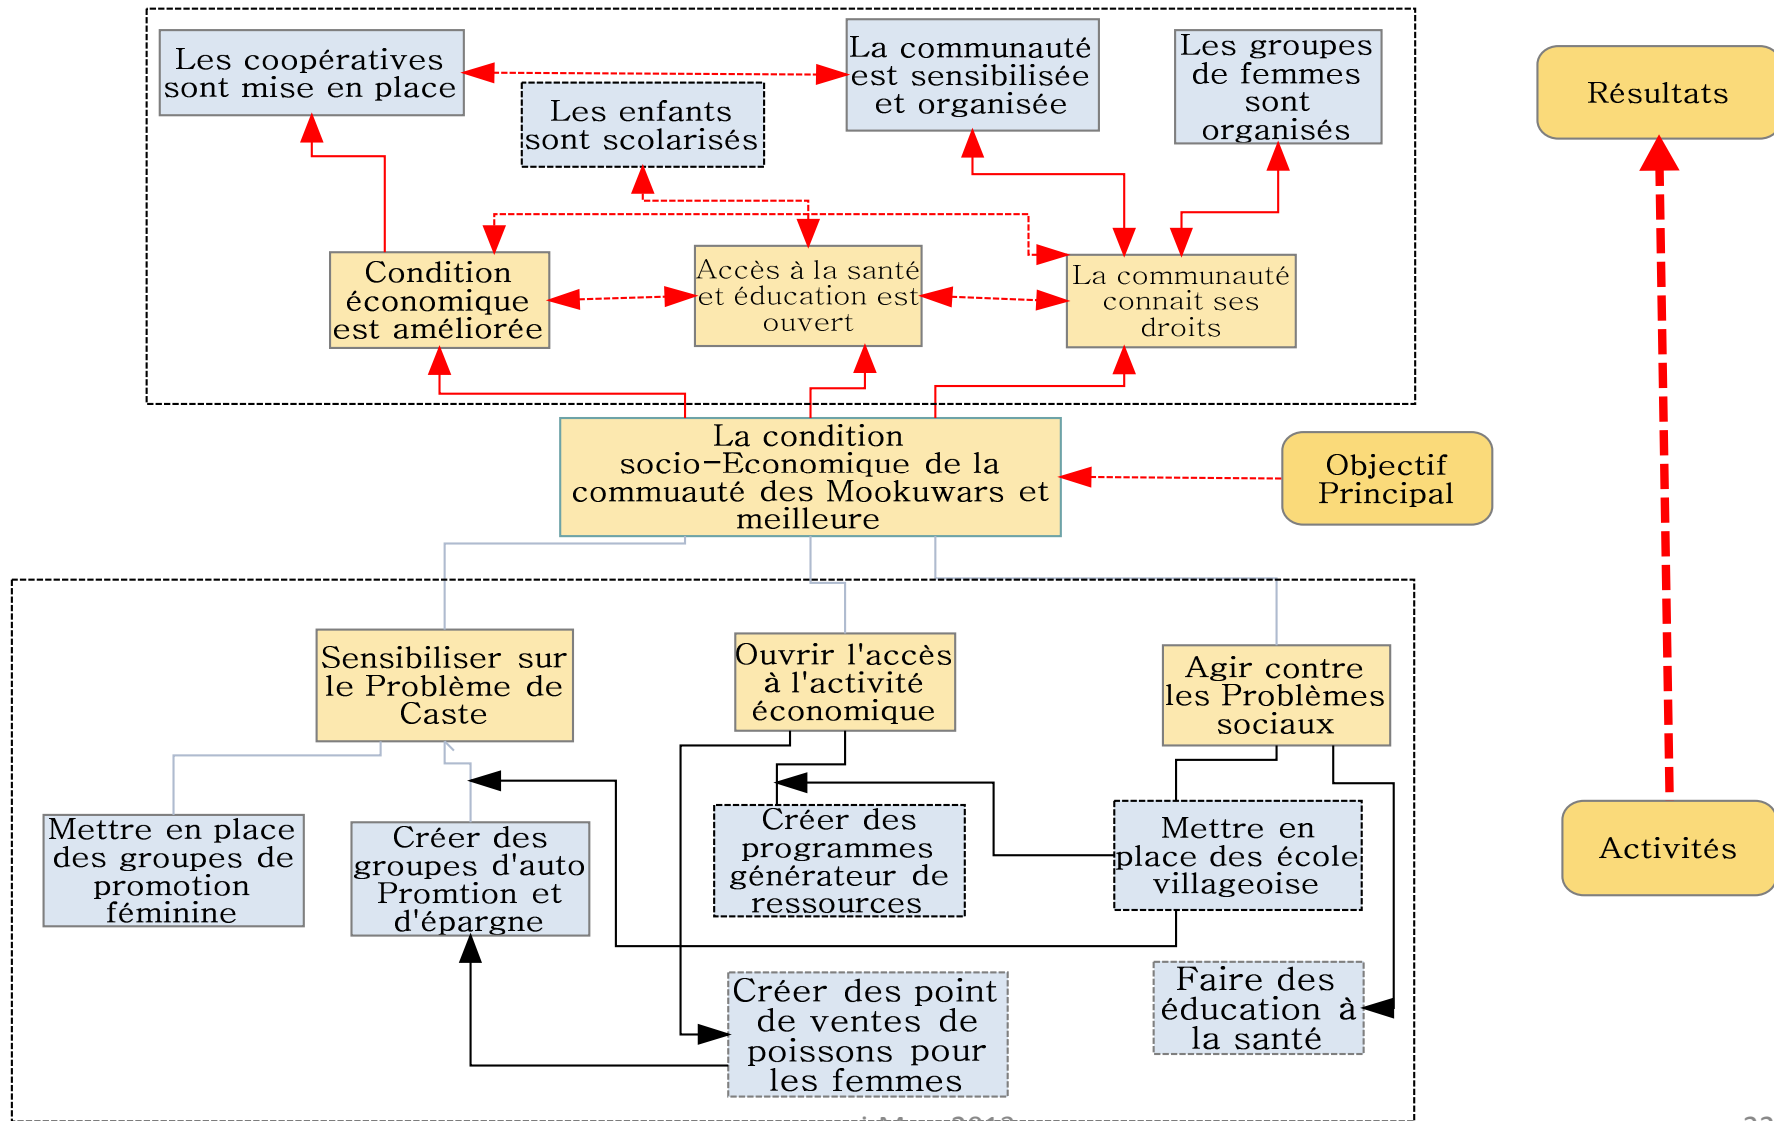 Les coopératives
sont mise en place
Les enfants
sont scolarisés
La communauté
est sensibilisée
et organisée
Les groupes
de femmes
sont
organisés
Résultats
Condition
économique
est améliorée
Accès à la santé
et éducation est
ouvert
La communauté
connait ses
droits
La condition
socio-Economique de la
commuauté des Mookuwars et
meilleure
Objectif
Principal
Sensibiliser sur
le Problème de
Caste
Ouvrir l'accès
à l'activité
économique
Agir contre
les Problèmes
sociaux
Mettre en place
des groupes de
promotion
féminine
Créer des
groupes d'auto
Promtion et
d'épargne
Créer des
programmes
générateur de
ressources
Mettre en
place des école
villageoise
Activités
Créer des point
de ventes de
poissons pour
les femmes
Faire des
éducation à
la santé